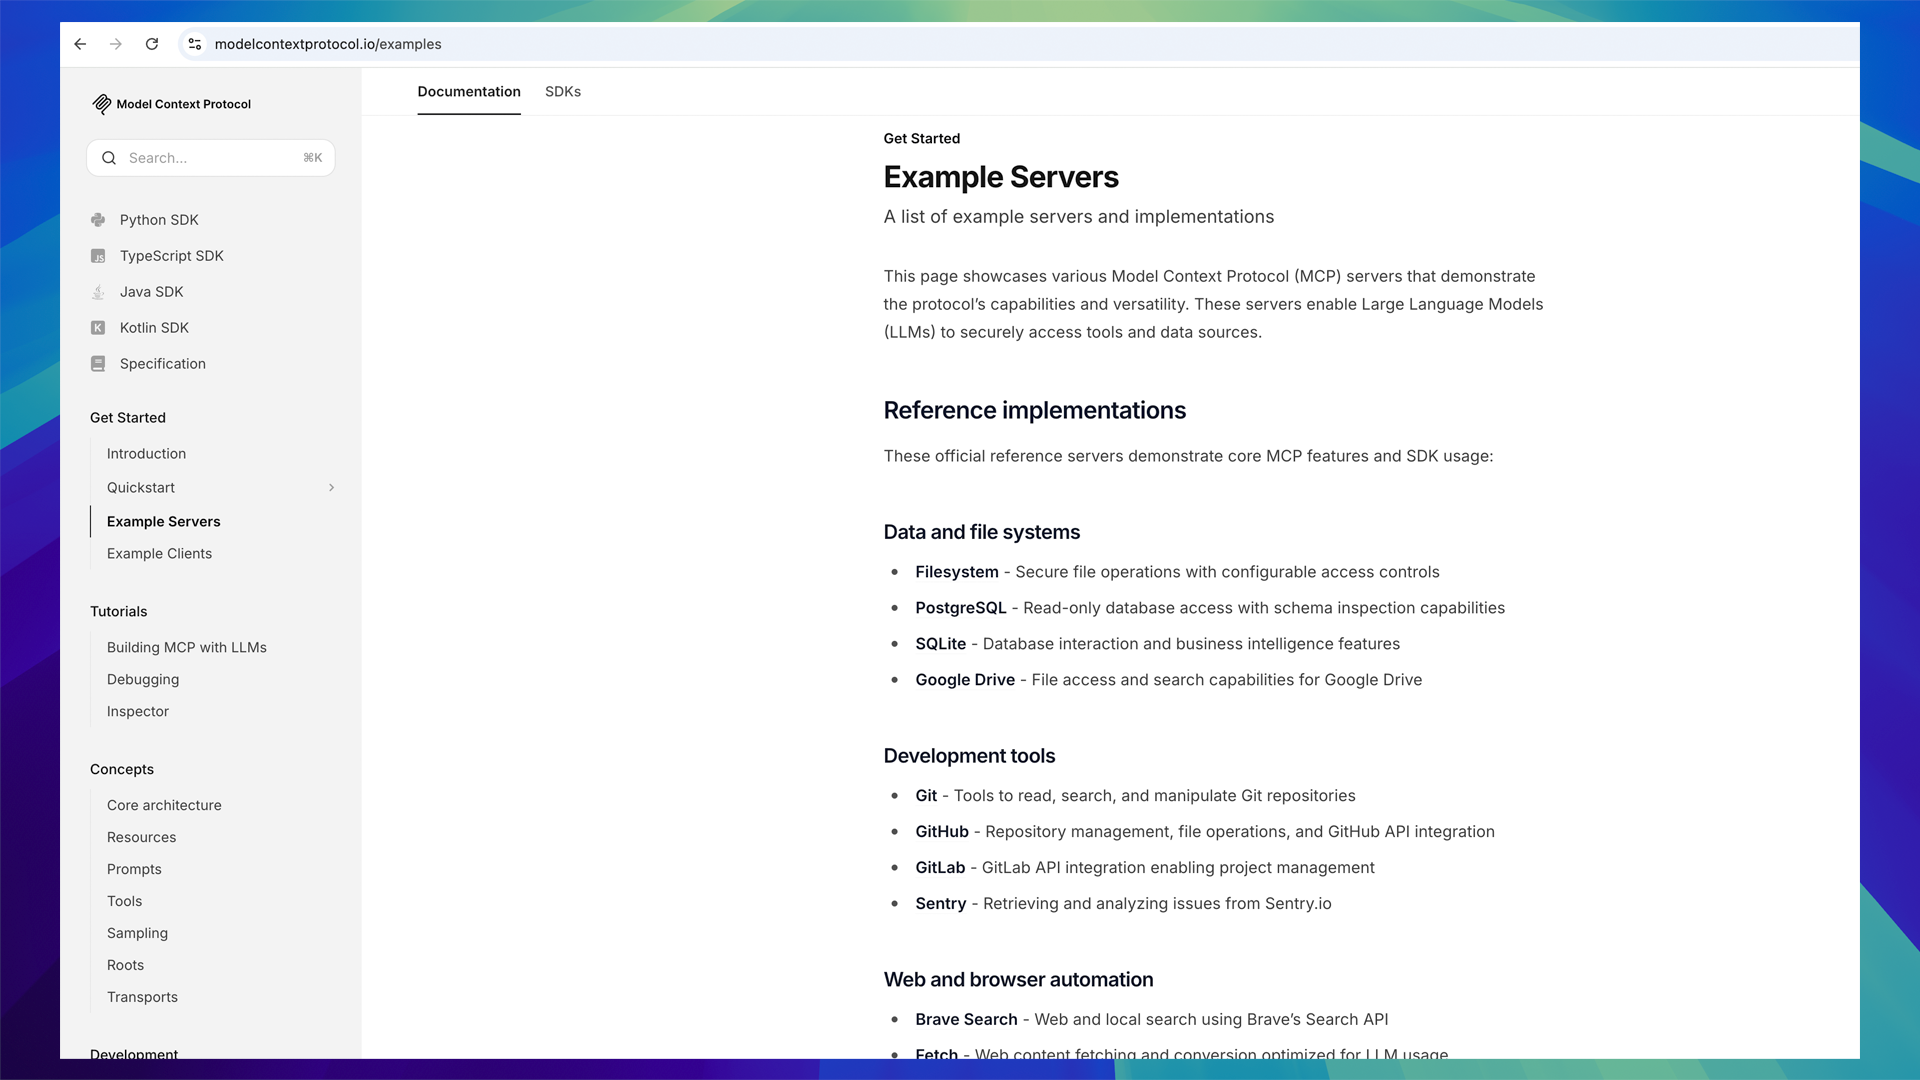 modelcontextprotocol.io/examples
Model Context Protocol
Search...
⌘K
Python SDK
TypeScript SDK
Java SDK
Kotlin SDK
Specification
Get Started
Introduction
Quickstart
Example Servers
Example Clients
Tutorials
Building MCP with LLMs
Debugging
Inspector
Concepts
Core architecture
Resources
Prompts
Tools
Sampling
Roots
Transports
Development
Documentation
SDKs
Get Started
Example Servers
A list of example servers and implementations
This page showcases various Model Context Protocol (MCP) servers that demonstrate
the protocol’s capabilities and versatility. These servers enable Large Language Models
(LLMs) to securely access tools and data sources.
Reference implementations
These official reference servers demonstrate core MCP features and SDK usage:
Data and file systems
• Filesystem - Secure file operations with configurable access controls
• PostgreSQL - Read-only database access with schema inspection capabilities
• SQLite - Database interaction and business intelligence features
• Google Drive - File access and search capabilities for Google Drive
Development tools
• Git - Tools to read, search, and manipulate Git repositories
• GitHub - Repository management, file operations, and GitHub API integration
• GitLab - GitLab API integration enabling project management
• Sentry - Retrieving and analyzing issues from Sentry.io
Web and browser automation
• Brave Search - Web and local search using Brave’s Search API
• Fetch - Web content fetching and conversion optimized for LLM usage